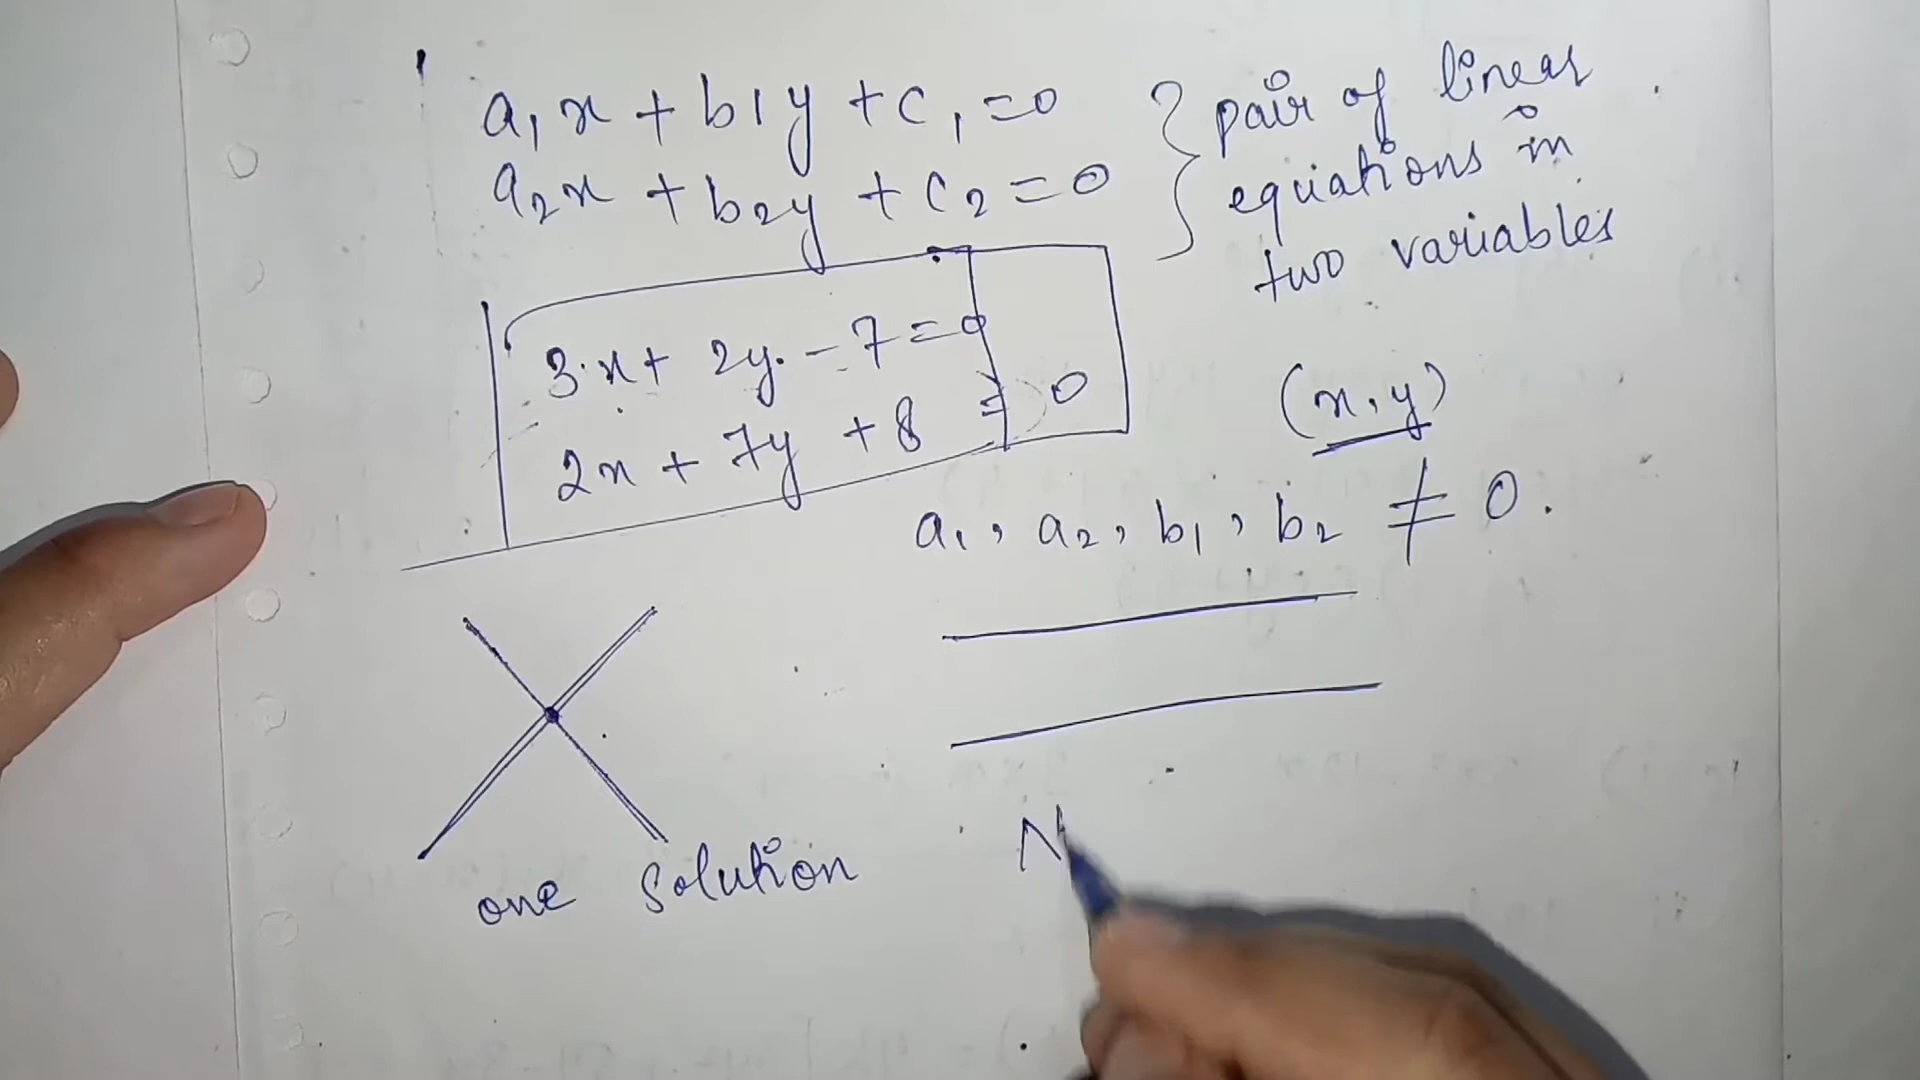 a₁x + b1y + c₁ = 0
a₂x + b₂y + c₂ = 0
pair of linear
equations in
two variables
3x + 2y - 7 = 0
2x + 7y + 8 = 0
(x, y)
a₁, a₂, b₁, b₂ ≠ 0.
one solution
N